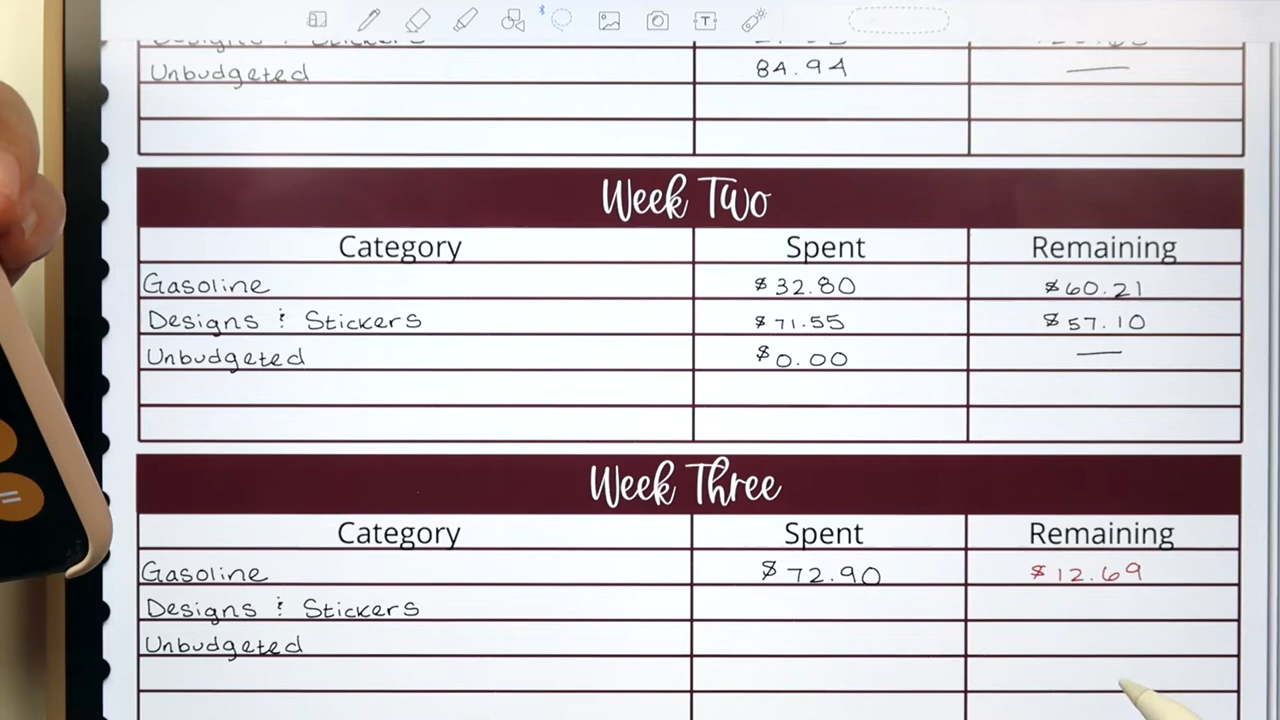 Unbudgeted 84.94 —
Week Two
Category Spent Remaining
Gasoline $32.80 $60.21
Designs & Stickers $71.55 $57.10
Unbudgeted $0.00 —
Week Three
Category Spent Remaining
Gasoline $72.90 $12.69
Designs & Stickers
Unbudgeted
=